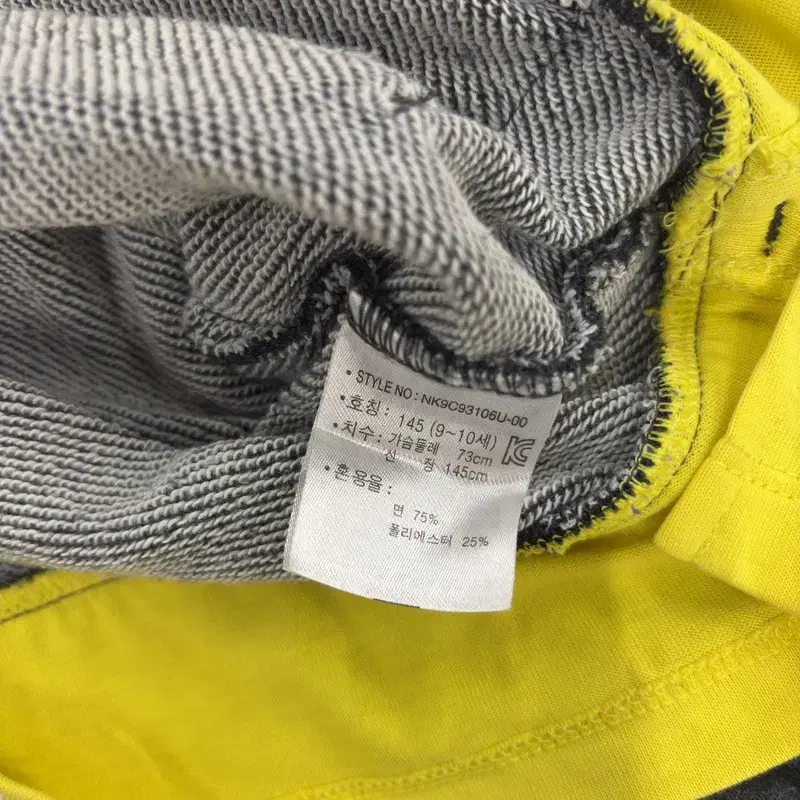 • STYLE NO : NK9C93106U-00
• 호칭 : 145 (9~10세)
• 치수 : 가슴둘레 73cm
신 장 145cm
• 혼용율 :
면 75%
폴리에스터 25%